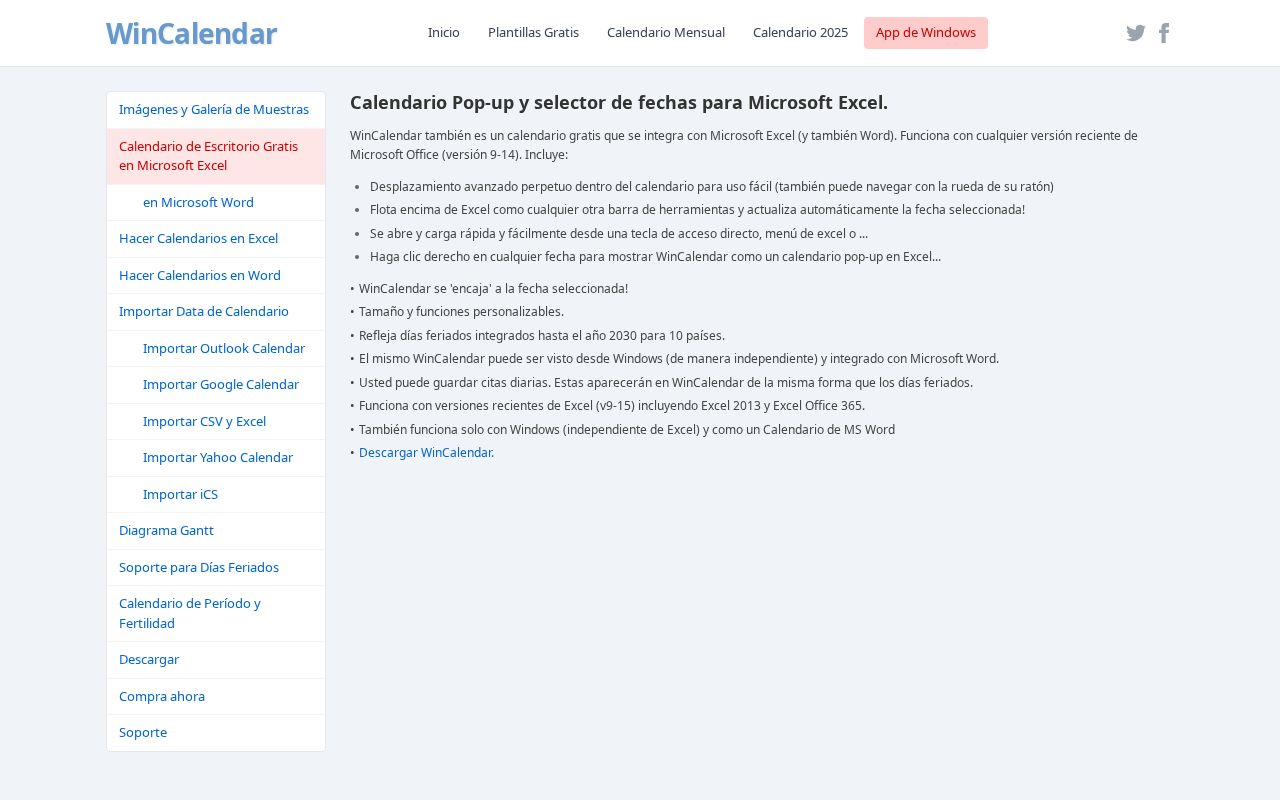 WinCalendar
Inicio
Plantillas Gratis
Calendario Mensual
Calendario 2025
App de Windows
Imágenes y Galería de Muestras
Calendario de Escritorio Gratis
en Microsoft Excel
en Microsoft Word
Hacer Calendarios en Excel
Hacer Calendarios en Word
Importar Data de Calendario
Importar Outlook Calendar
Importar Google Calendar
Importar CSV y Excel
Importar Yahoo Calendar
Importar iCS
Diagrama Gantt
Soporte para Días Feriados
Calendario de Período y
Fertilidad
Descargar
Compra ahora
Soporte
Calendario Pop-up y selector de fechas para Microsoft Excel.
WinCalendar también es un calendario gratis que se integra con Microsoft Excel (y también Word). Funciona con cualquier versión reciente de
Microsoft Office (versión 9-14). Incluye:
• Desplazamiento avanzado perpetuo dentro del calendario para uso fácil (también puede navegar con la rueda de su ratón)
• Flota encima de Excel como cualquier otra barra de herramientas y actualiza automáticamente la fecha seleccionada!
• Se abre y carga rápida y fácilmente desde una tecla de acceso directo, menú de excel o ...
• Haga clic derecho en cualquier fecha para mostrar WinCalendar como un calendario pop-up en Excel...
• WinCalendar se 'encaja' a la fecha seleccionada!
• Tamaño y funciones personalizables.
• Refleja días feriados integrados hasta el año 2030 para 10 países.
• El mismo WinCalendar puede ser visto desde Windows (de manera independiente) y integrado con Microsoft Word.
• Usted puede guardar citas diarias. Estas aparecerán en WinCalendar de la misma forma que los días feriados.
• Funciona con versiones recientes de Excel (v9-15) incluyendo Excel 2013 y Excel Office 365.
• También funciona solo con Windows (independiente de Excel) y como un Calendario de MS Word
• Descargar WinCalendar.